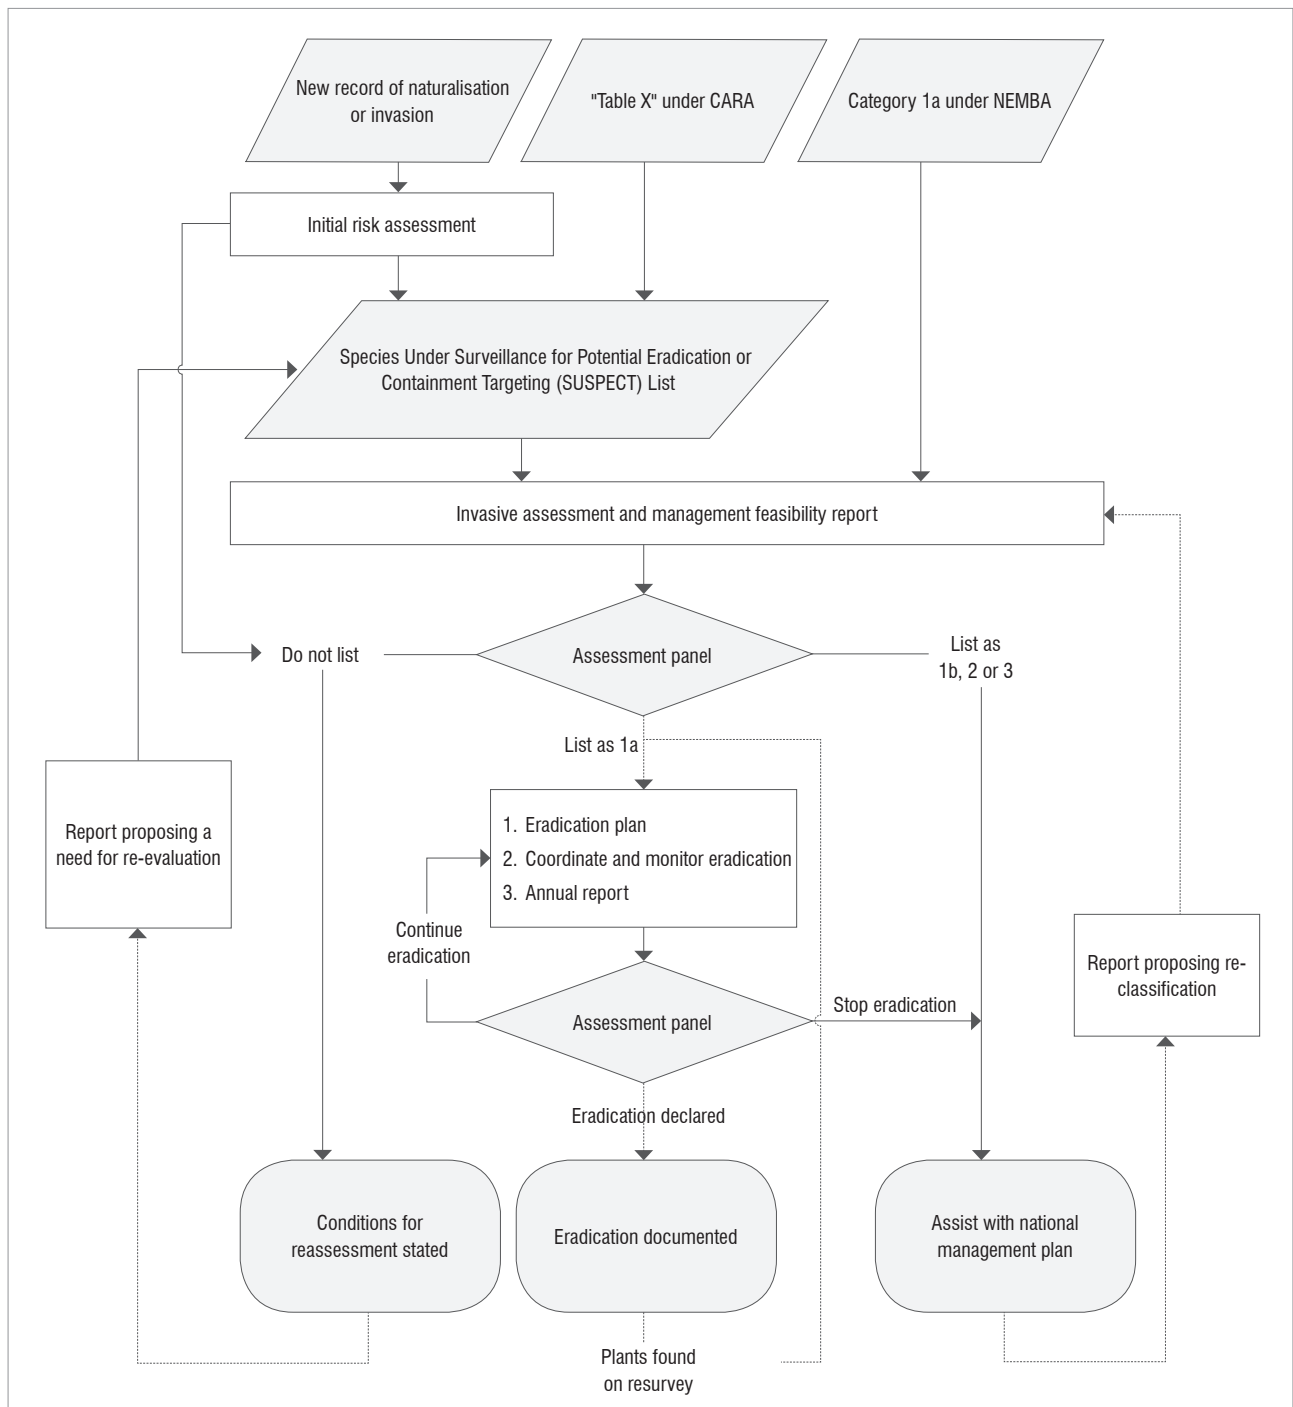 New record of naturalisation
or invasion
"Table X" under CARA
Category 1a under NEMBA
Initial risk assessment
Species Under Surveillance for Potential Eradication or
Containment Targeting (SUSPECT) List
Invasive assessment and management feasibility report
Do not list
Assessment panel
List as
1b, 2 or 3
List as 1a
Report proposing a
need for re-evaluation
1. Eradication plan
2. Coordinate and monitor eradication
3. Annual report
Continue
eradication
Report proposing re-
classification
Assessment panel
Stop eradication
Eradication declared
Conditions for
reassessment stated
Eradication documented
Assist with national
management plan
Plants found
on resurvey